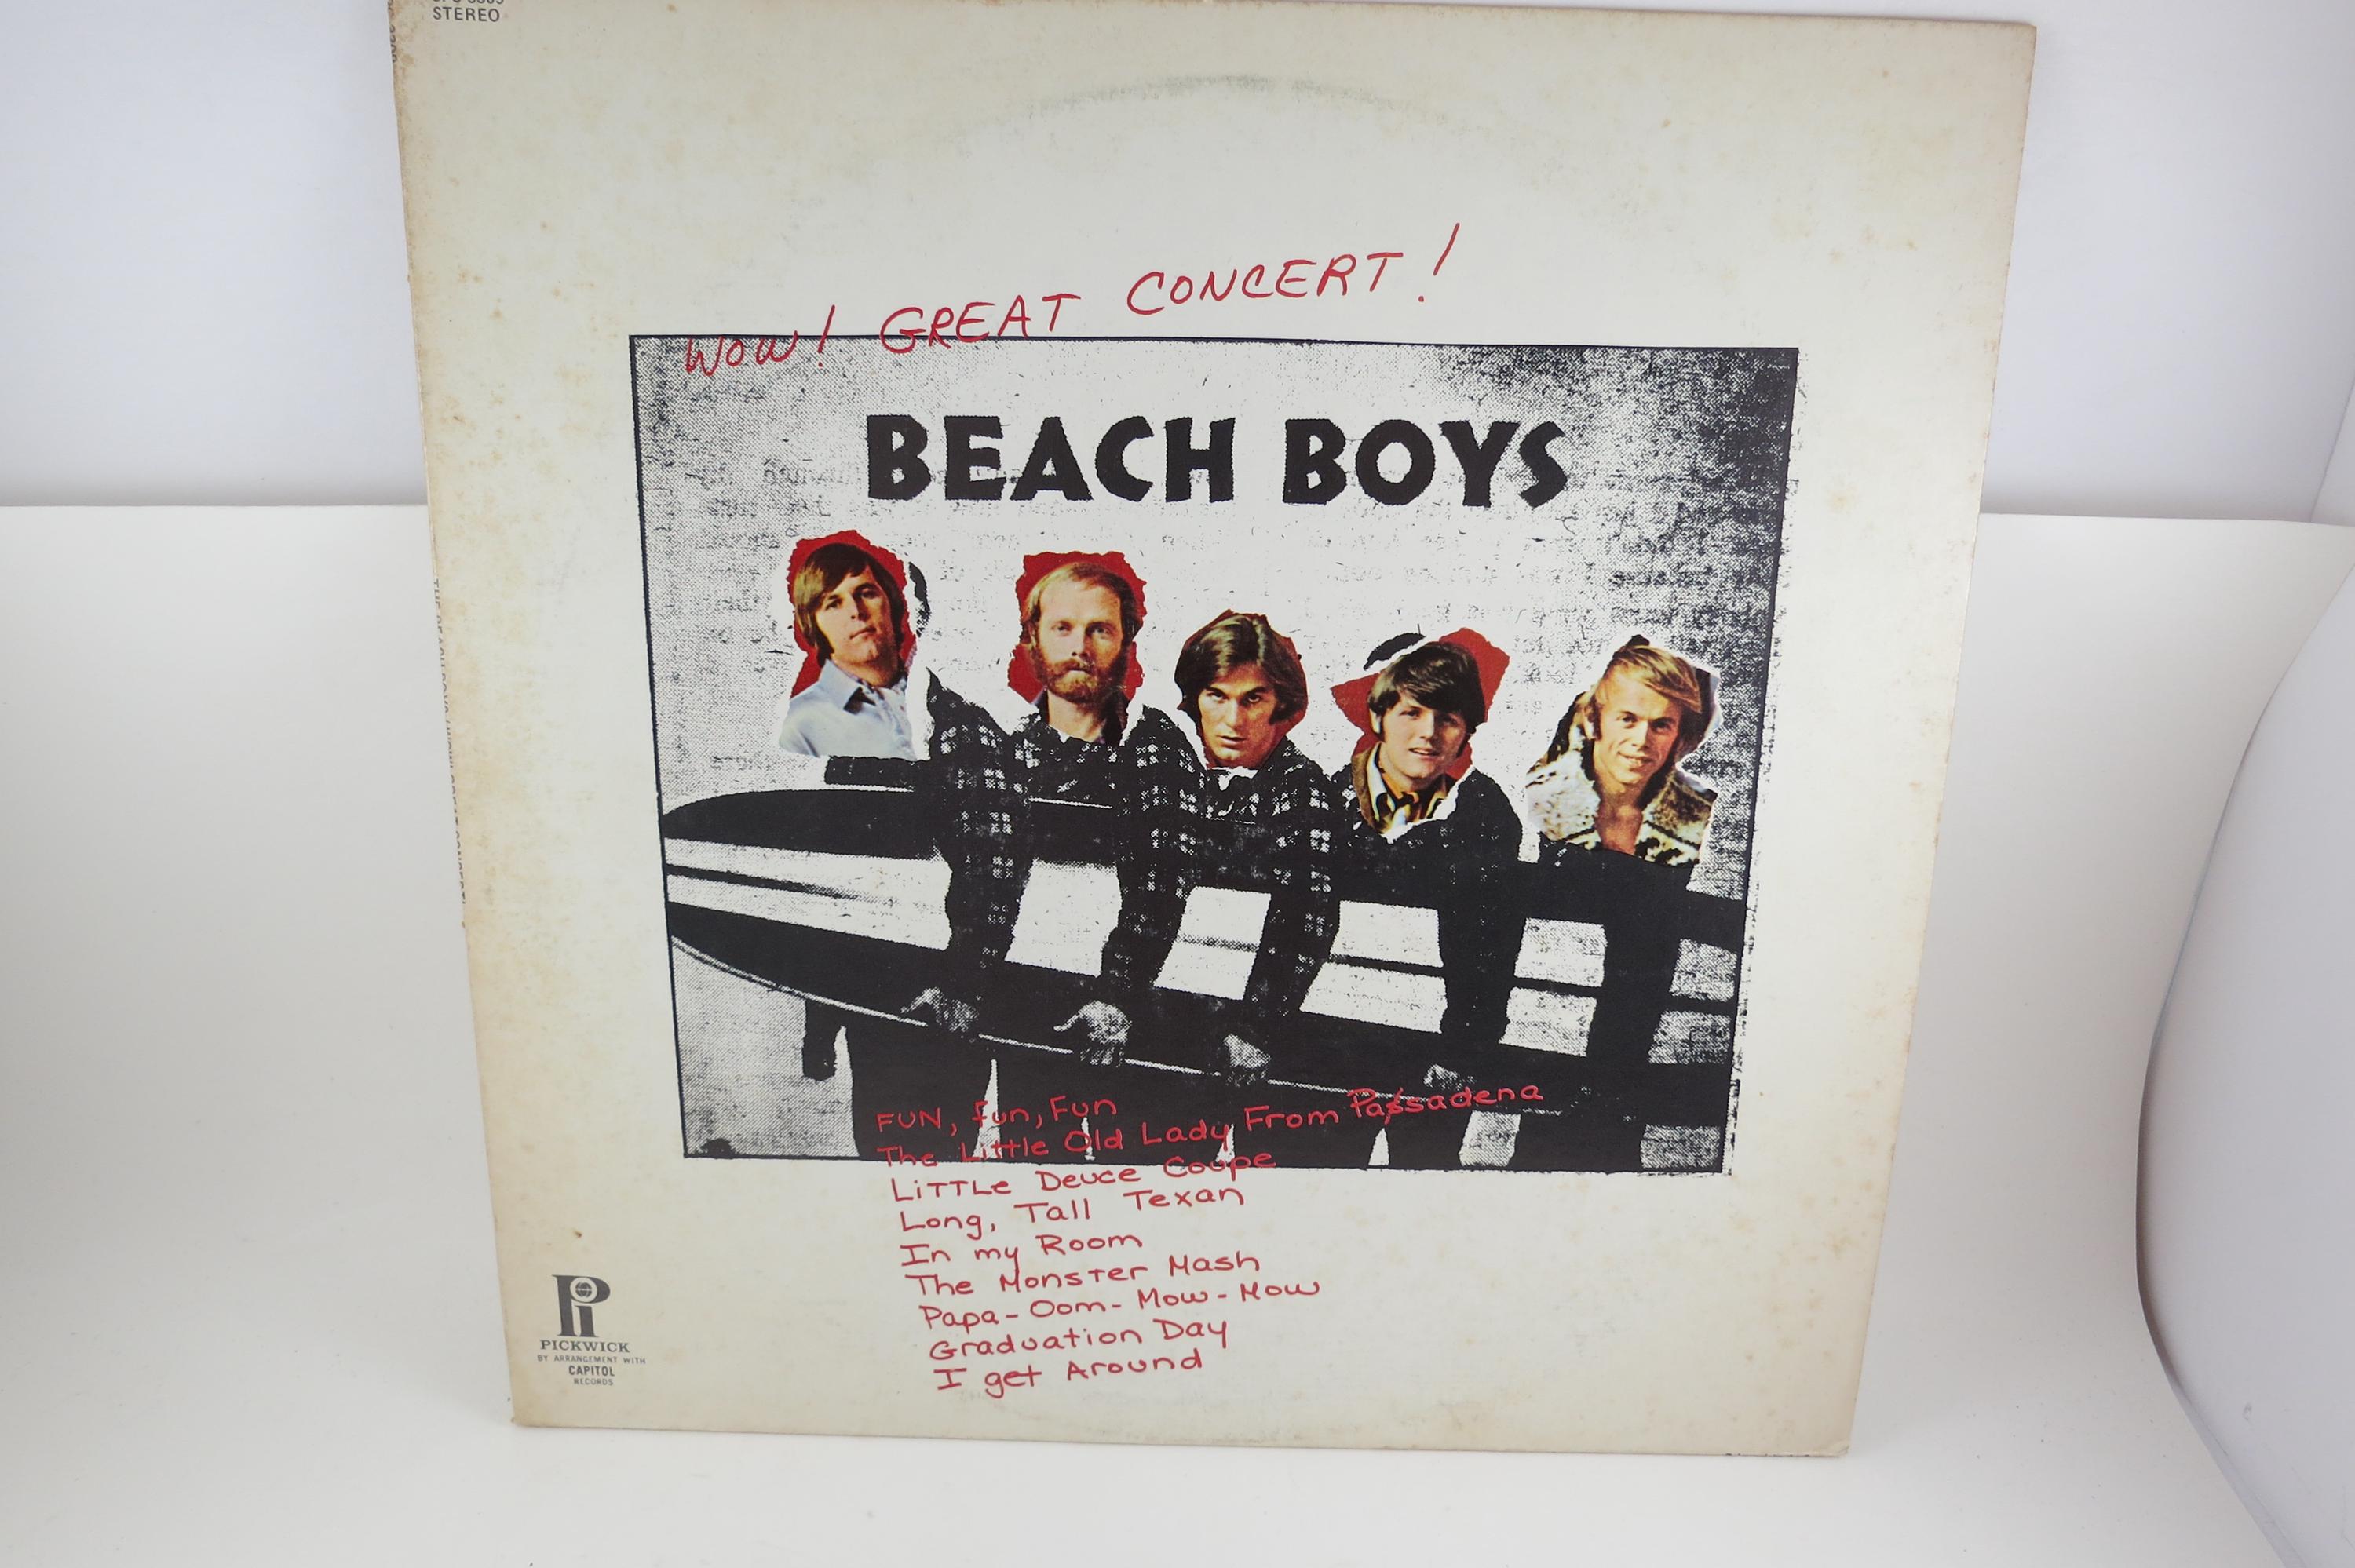 STEREO
WOW! GREAT CONCERT!
BEACH BOYS
FUN, Fun, Fun
The Little Old Lady From Passadena
LiTTLe Deuce Coupe
Long, Tall Texan
In my Room
The Monster Mash
Papa-Oom-Mow-Mow
Graduation Day
I get Around
PICKWICK
BY ARRANGEMENT WITH
CAPITOL
RECORDS